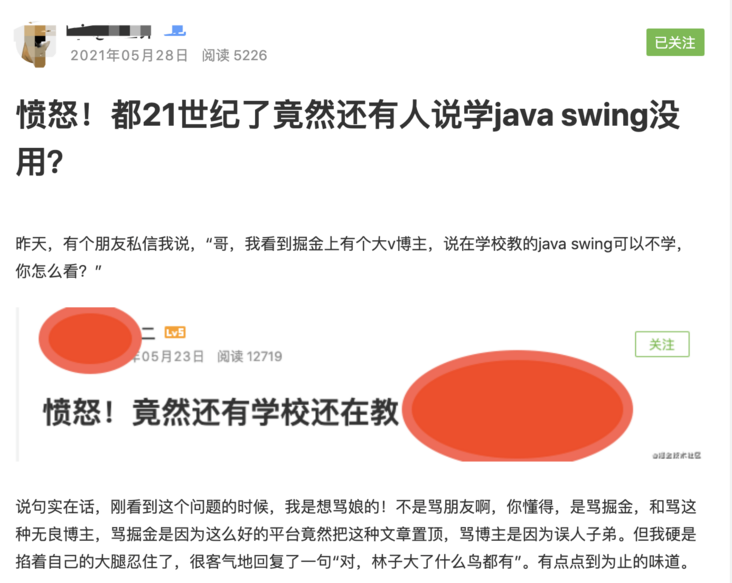 2021年05月28日 阅读 5226
已关注
愤怒！都21世纪了竟然还有人说学java swing没
用?
昨天，有个朋友私信我说，“哥，我看到掘金上有个大v博主，说在学校教的java swing可以不学，
你怎么看？”
二 Lv5
年05月23日 阅读 12719
关注
愤怒！竟然还有学校还在教
@稀土掘金技术社区
说句实在话，刚看到这个问题的时候，我是想骂娘的！不是骂朋友啊，你懂得，是骂掘金，和骂这
种无良博主，骂掘金是因为这么好的平台竟然把这种文章置顶，骂博主是因为误人子弟。但我硬是
掐着自己的大腿忍住了，很客气地回复了一句“对，林子大了什么鸟都有”。有点点到为止的味道。